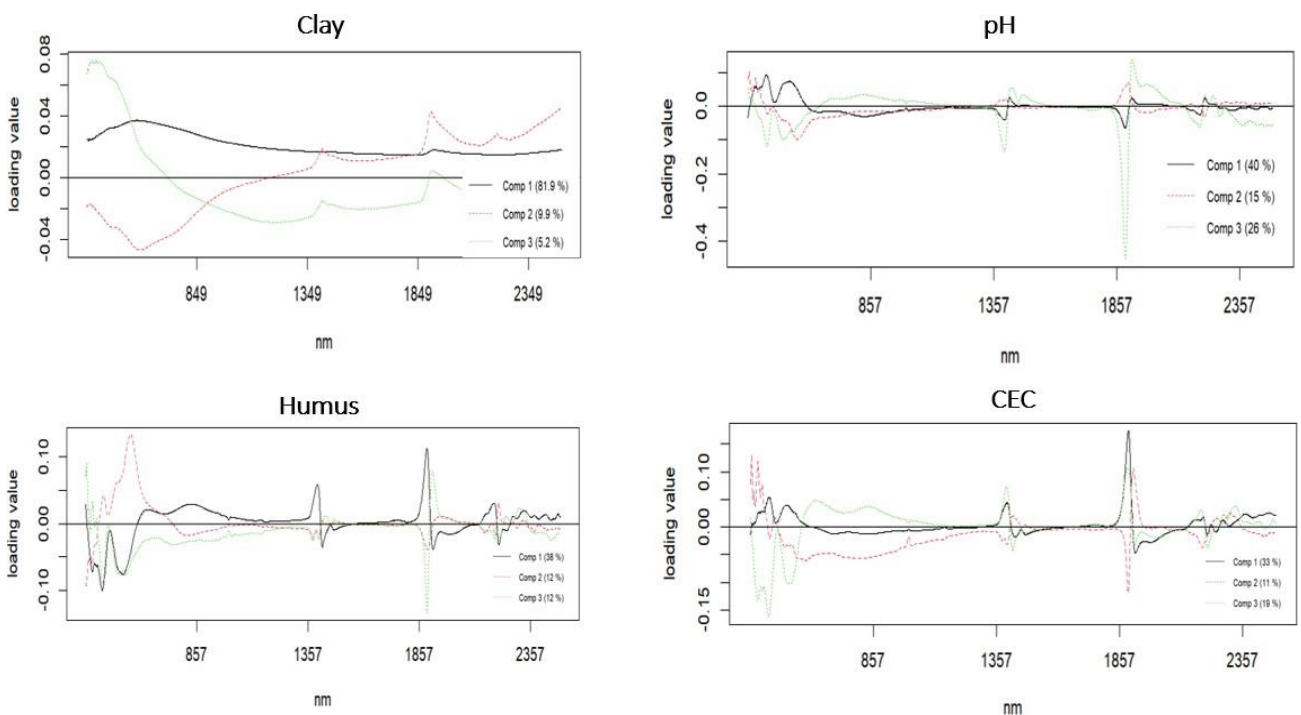 Clay
0.08
0.04
0.00
-0.04
loading value
Comp 1 (81.9 %)
Comp 2 (9.9 %)
Comp 3 (5.2 %)
849 1349 1849 2349
nm
pH
0.0
-0.2
-0.4
loading value
Comp 1 (40 %)
Comp 2 (15 %)
Comp 3 (26 %)
857 1357 1857 2357
nm
Humus
0.10
0.00
-0.10
loading value
Comp 1 (38 %)
Comp 2 (12 %)
Comp 3 (12 %)
857 1357 1857 2357
nm
CEC
0.10
0.00
-0.15
loading value
Comp 1 (33 %)
Comp 2 (11 %)
Comp 3 (19 %)
857 1357 1857 2357
nm